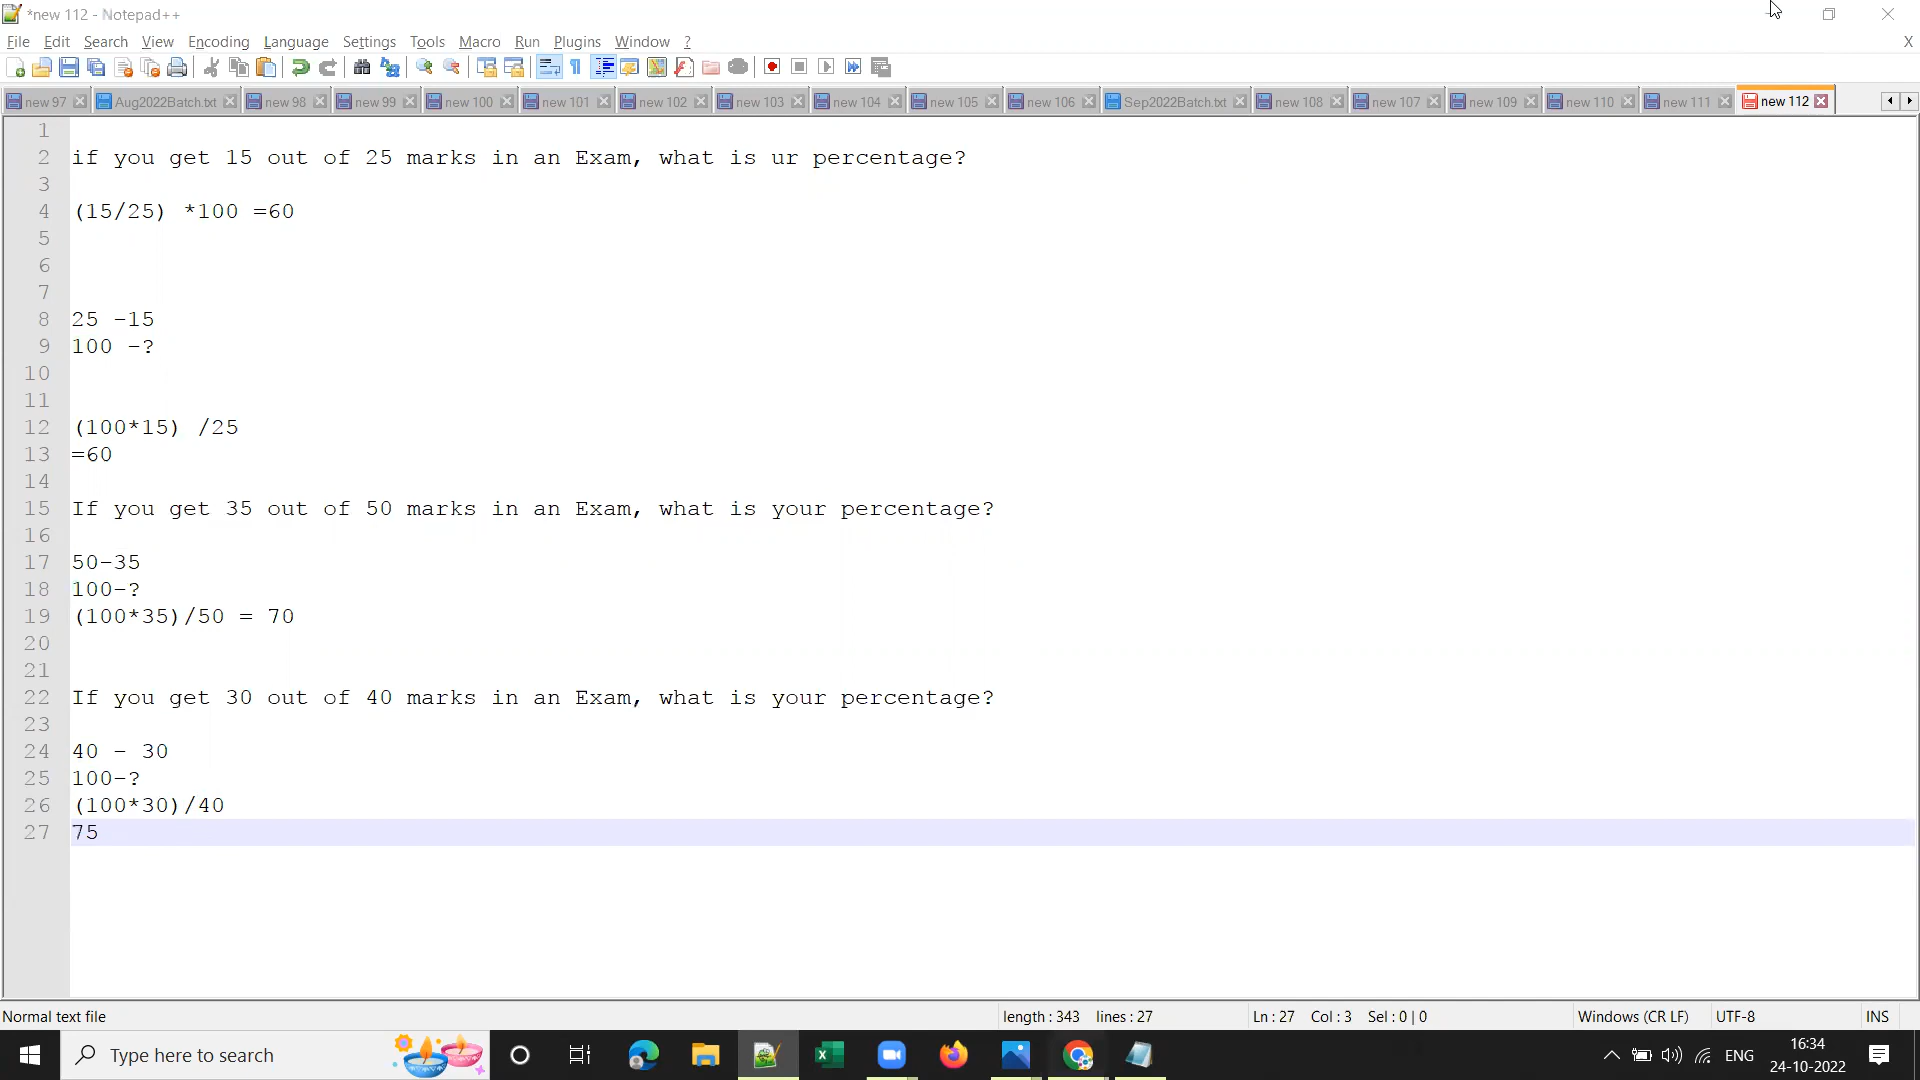 *new 112 - Notepad++
File Edit Search View Encoding Language Settings Tools Macro Run Plugins Window ? X
new 97 Aug2022Batch.txt new 98 new 99 new 100 new 101 new 102 new 103 new 104 new 105 new 106 Sep2022Batch.txt new 108 new 107 new 109 new 110 new 111 new 112
1
2 if you get 15 out of 25 marks in an Exam, what is ur percentage?
3
4 (15/25) *100 =60
5
6
7
8 25 -15
9 100 -?
10
11
12 (100*15) /25
13 =60
14
15 If you get 35 out of 50 marks in an Exam, what is your percentage?
16
17 50-35
18 100-?
19 (100*35)/50 = 70
20
21
22 If you get 30 out of 40 marks in an Exam, what is your percentage?
23
24 40 - 30
25 100-?
26 (100*30)/40
27 75
Normal text file length : 343 lines : 27 Ln : 27 Col : 3 Sel : 0 | 0 Windows (CR LF) UTF-8 INS
Type here to search ENG 16:34
24-10-2022